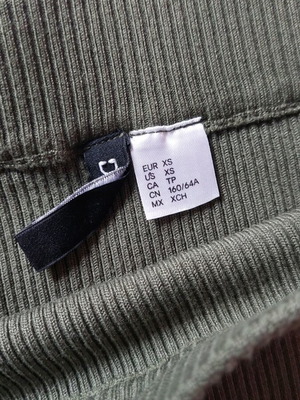 EUR XS
US XS
CA TP
CN 160/64A
MX XCH